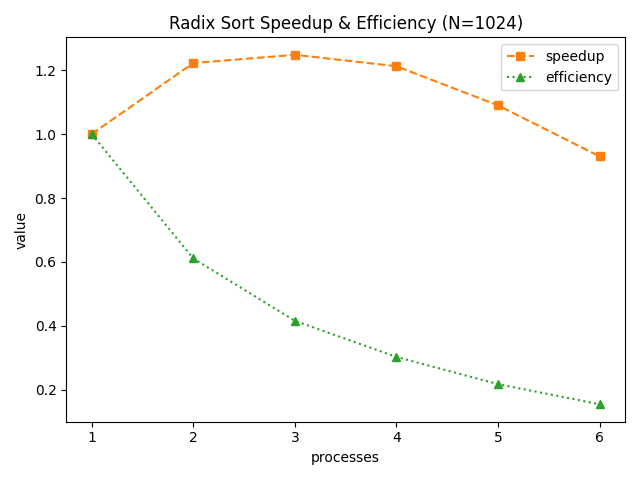 Radix Sort Speedup & Efficiency (N=1024)
speedup
efficiency
value
1.2
1.0
0.8
0.6
0.4
0.2
1 2 3 4 5 6
processes